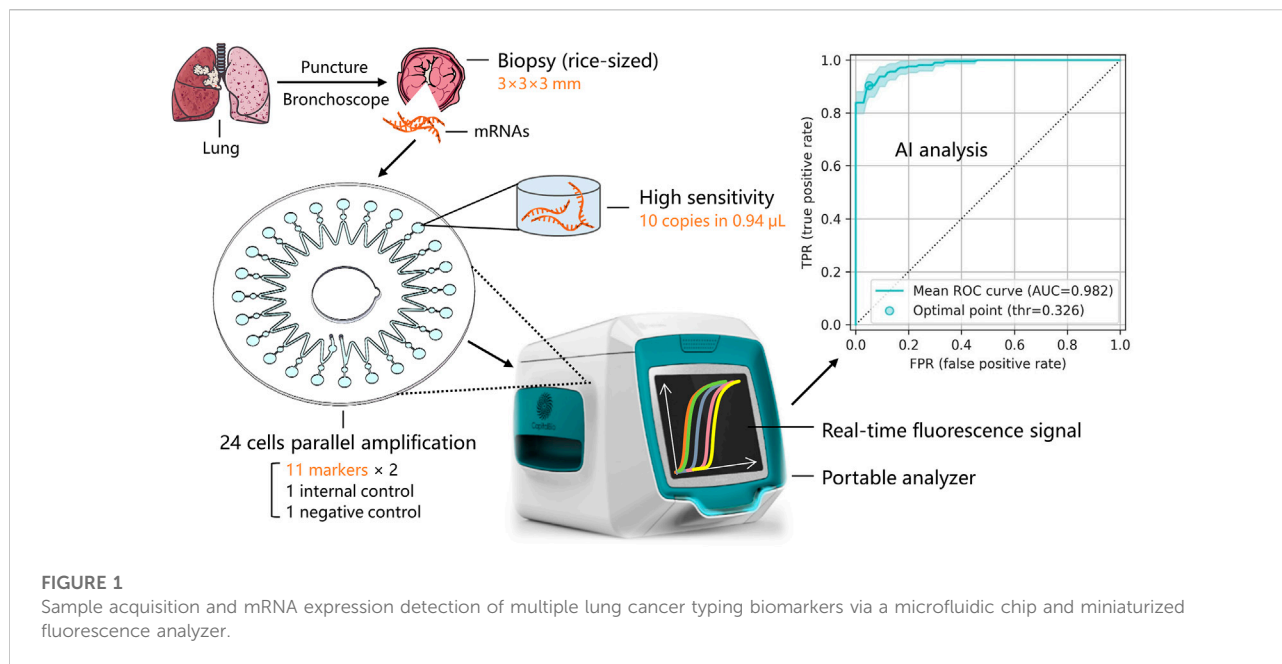 Puncture
Bronchoscope
Lung
Biopsy (rice-sized)
3×3×3 mm
mRNAs
High sensitivity
10 copies in 0.94 μL
24 cells parallel amplification
11 markers × 2
1 internal control
1 negative control
CapitalBio
Real-time fluorescence signal
Portable analyzer
TPR (true positive rate)
1.0
0.8
0.6
0.4
0.2
0.0
AI analysis
Mean ROC curve (AUC=0.982)
Optimal point (thr=0.326)
0.0 0.2 0.4 0.6 0.8 1.0
FPR (false positive rate)
FIGURE 1
Sample acquisition and mRNA expression detection of multiple lung cancer typing biomarkers via a microfluidic chip and miniaturized
fluorescence analyzer.